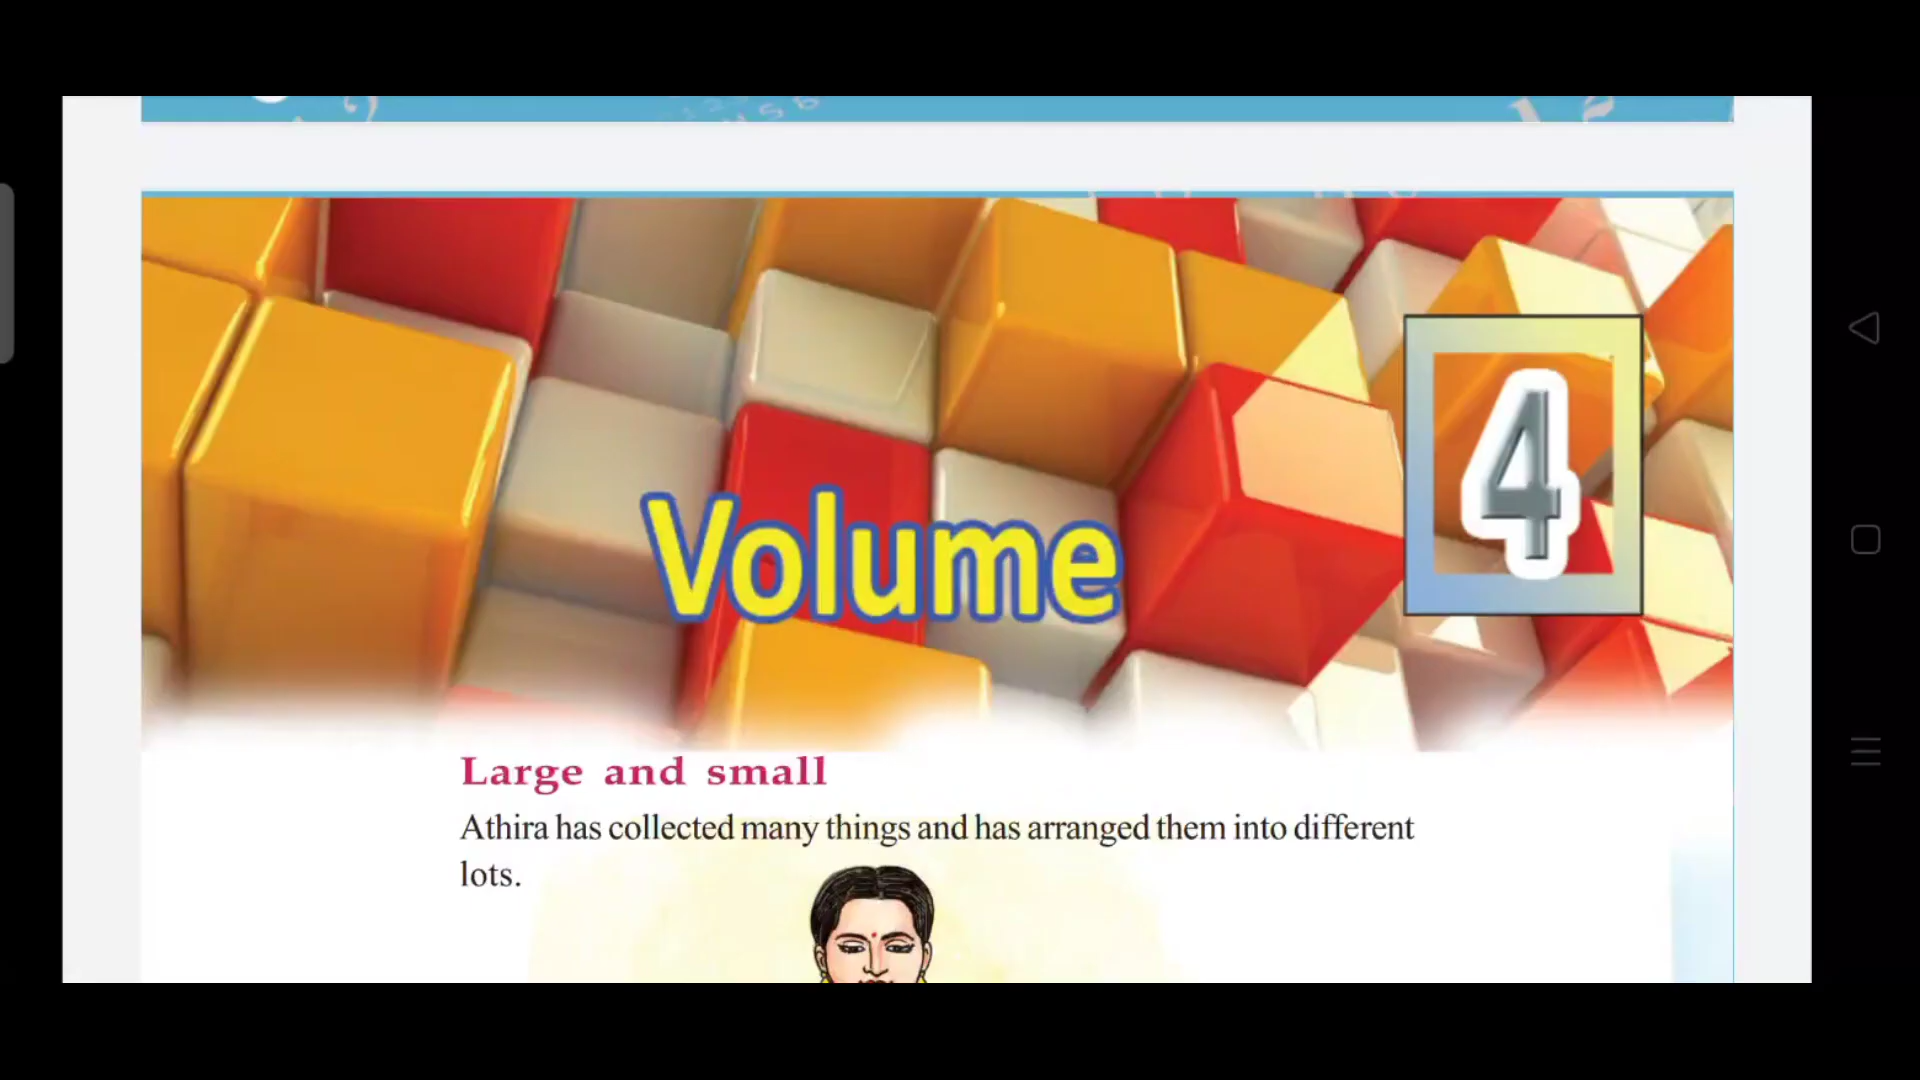 4
Volume
Large and small
Athira has collected many things and has arranged them into different
lots.